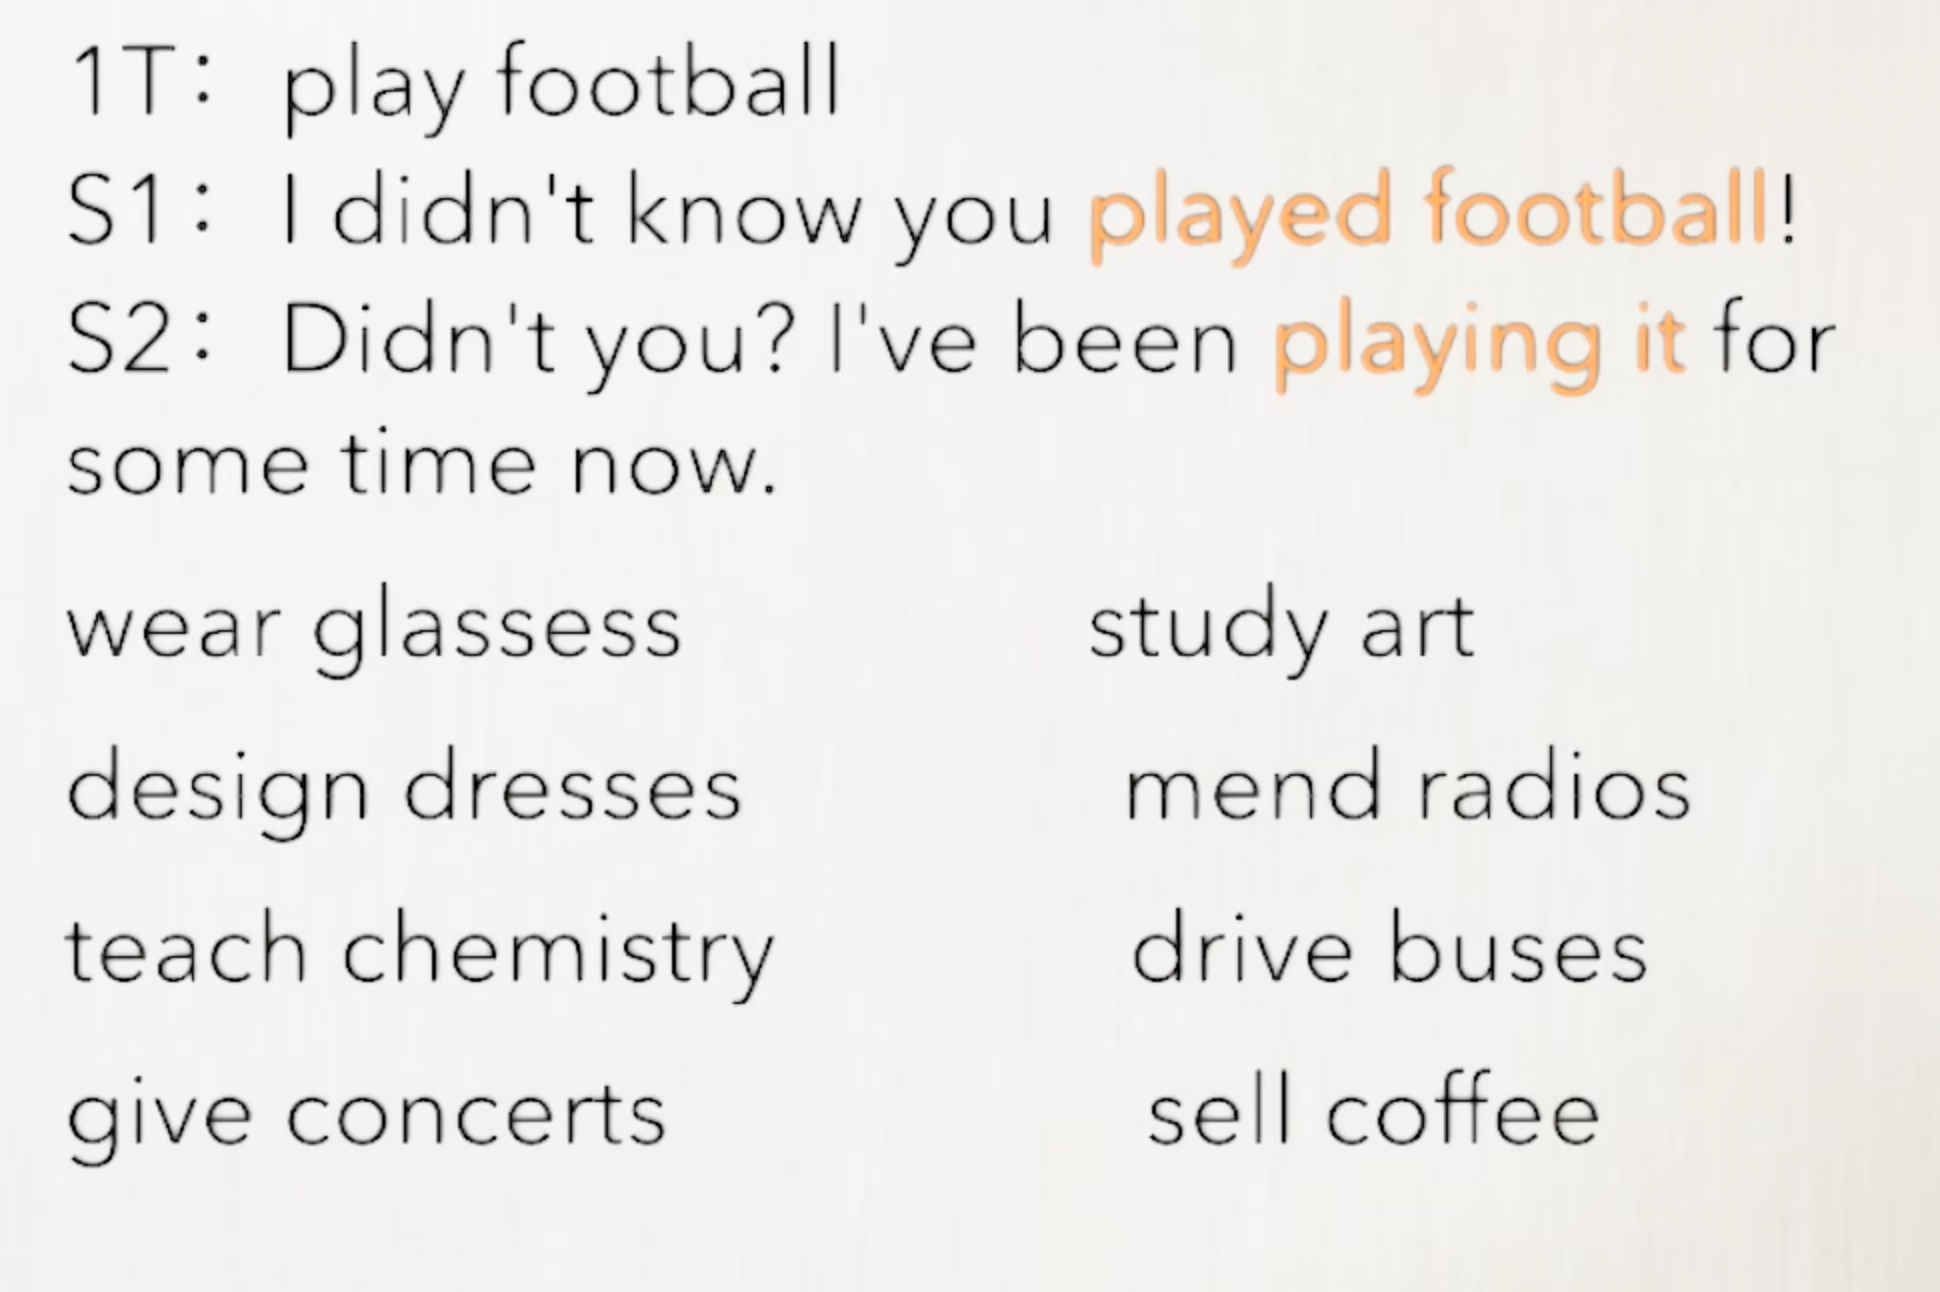 1T: play football
S1: I didn't know you played football!
S2: Didn't you? I've been playing it for
some time now.
wear glassess study art
design dresses mend radios
teach chemistry drive buses
give concerts sell coffee